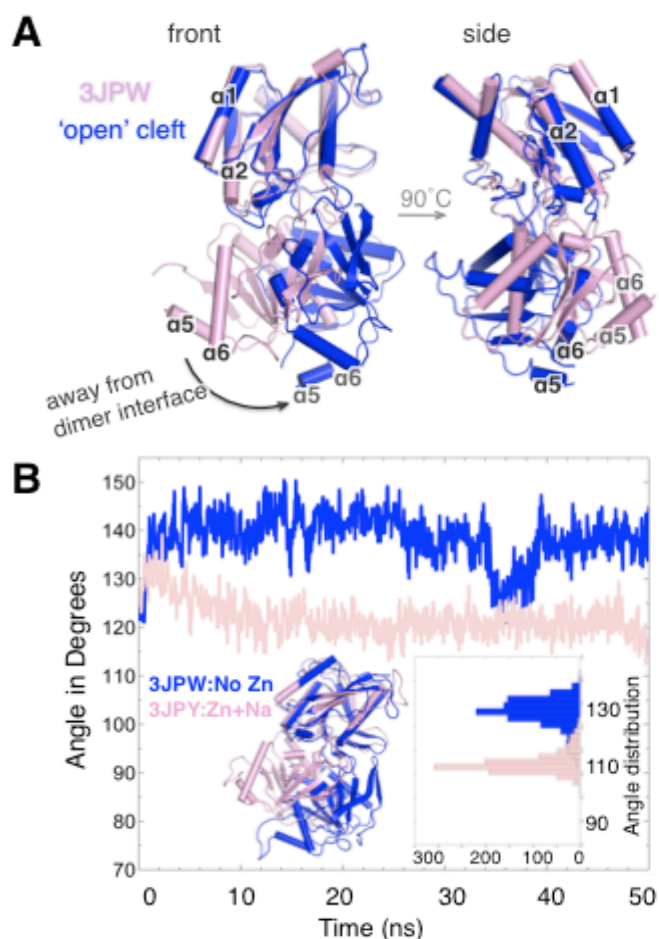 A
front
side
3JPW
'open' cleft
α1
α2
α1
α2
90°C
α5
α6
α5
α6
α6
α5
α6
α5
away from
dimer interface
B
150
140
130
120
110
100
90
80
70
Angle in Degrees
3JPW:No Zn
3JPY:Zn+Na
130
110
90
Angle distribution
300
200
100
0
0
10
20
30
40
50
Time (ns)